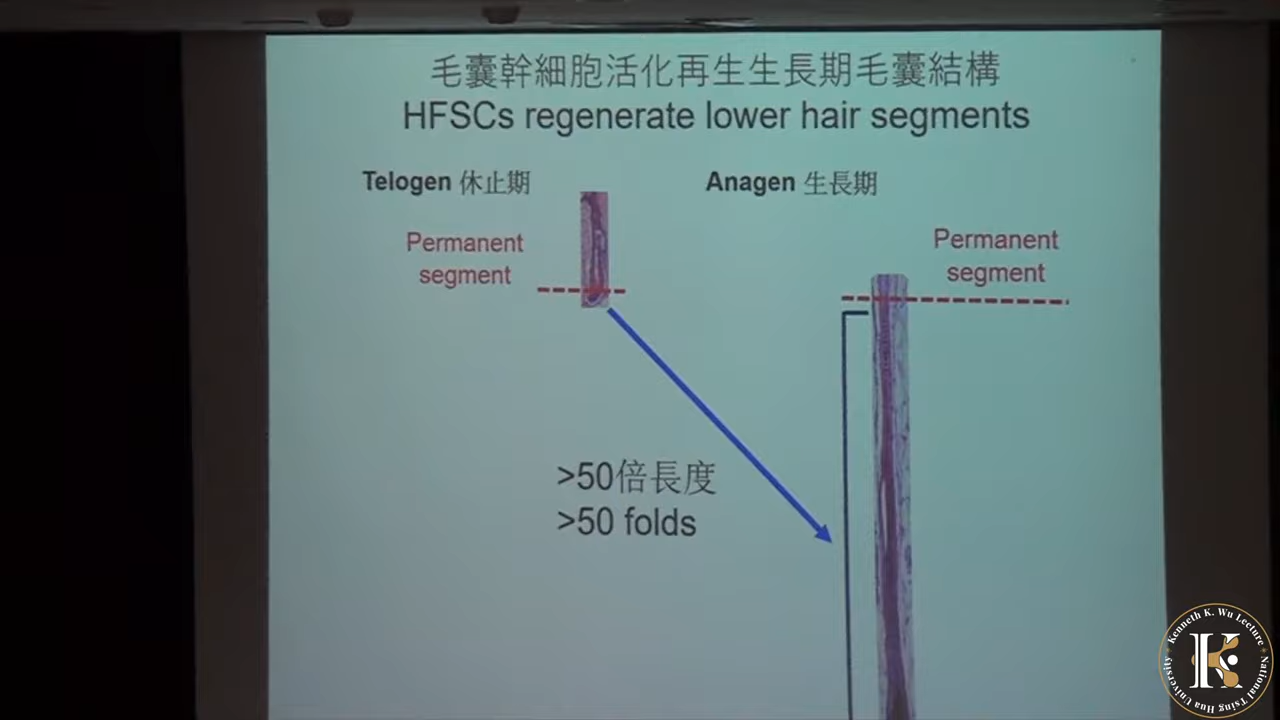 毛囊幹細胞活化再生生長期毛囊結構
HFSCs regenerate lower hair segments
Telogen 休止期
Anagen 生長期
Permanent
segment
Permanent
segment
>50倍長度
>50 folds
Kenneth K. Wu Lecture
National Tsing Hua University
K